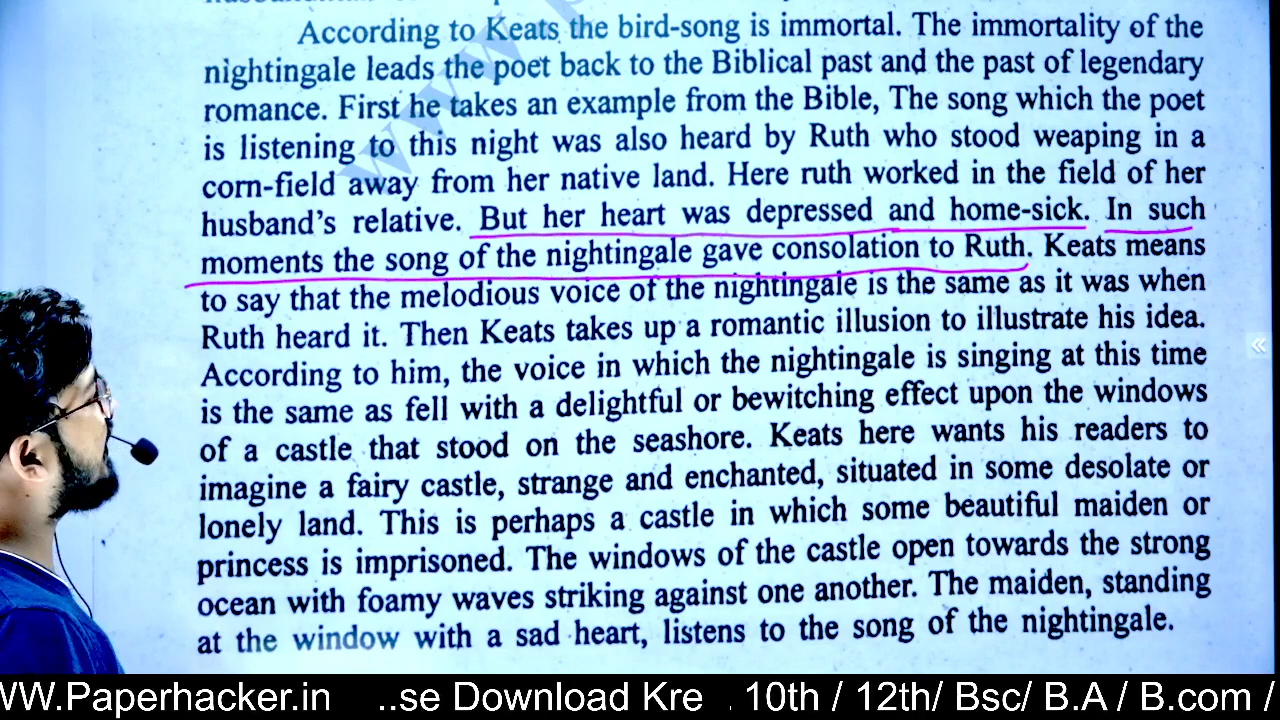 According to Keats the bird-song is immortal. The immortality of the
nightingale leads the poet back to the Biblical past and the past of legendary
romance. First he takes an example from the Bible, The song which the poet
is listening to this night was also heard by Ruth who stood weaping in a
corn-field away from her native land. Here ruth worked in the field of her
husband's relative. But her heart was depressed and home-sick. In such
moments the song of the nightingale gave consolation to Ruth. Keats means
to say that the melodious voice of the nightingale is the same as it was when
Ruth heard it. Then Keats takes up a romantic illusion to illustrate his idea.
According to him, the voice in which the nightingale is singing at this time
is the same as fell with a delightful or bewitching effect upon the windows
of a castle that stood on the seashore. Keats here wants his readers to
imagine a fairy castle, strange and enchanted, situated in some desolate or
lonely land. This is perhaps a castle in which some beautiful maiden or
princess is imprisoned. The windows of the castle open towards the strong
ocean with foamy waves striking against one another. The maiden, standing
at the window with a sad heart, listens to the song of the nightingale.
WW.Paperhacker.in ..se Download Kre . 10th / 12th/ Bsc/ B.A / B.com /
www
«